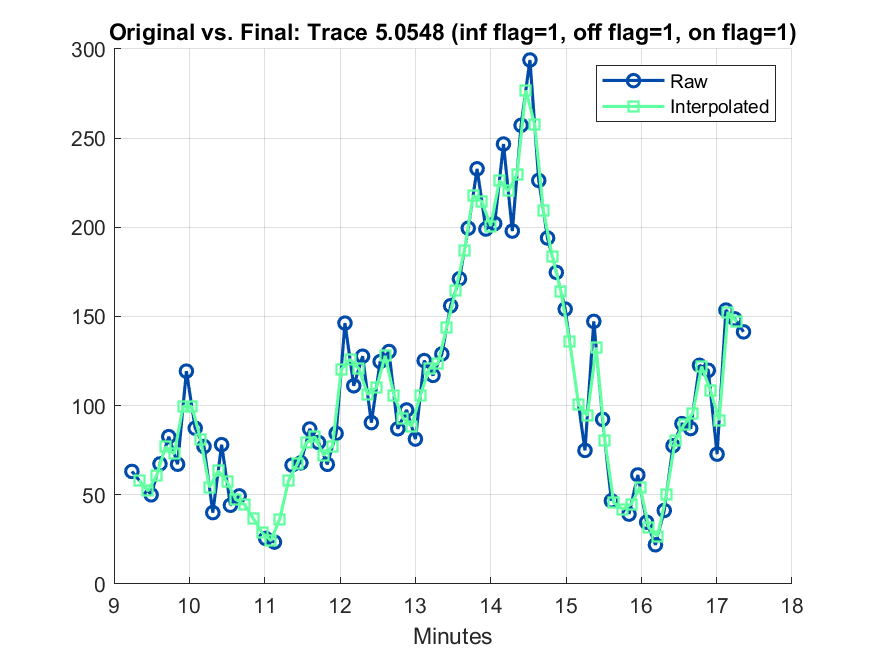 Original vs. Final: Trace 5.0548 (inf flag=1, off flag=1, on flag=1)
300
250
200
150
100
50
0
Raw
Interpolated
9 10 11 12 13 14 15 16 17 18
Minutes